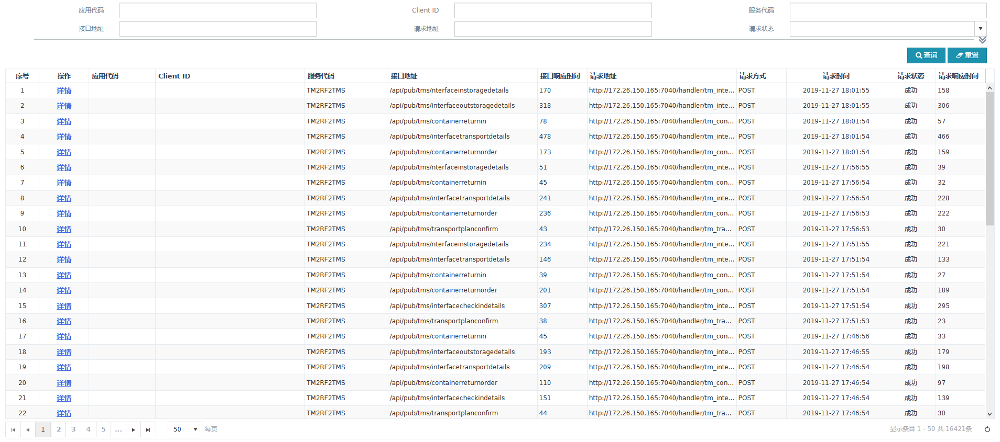 应用代码 Client ID 服务代码
接口地址 请求地址 请求状态
查询 重置
序号 操作 应用代码 Client ID 服务代码 接口地址 接口响应时间 请求地址 请求方式 请求时间 请求状态 请求响应时间
1 详情 TM2RF2TMS /api/pub/tms/nterfaceinstoragedetails 170 http://172.26.150.165:7040/handler/tm_inte... POST 2019-11-27 18:01:55 成功 158
2 详情 TM2RF2TMS /api/pub/tms/interfaceoutstoragedetails 318 http://172.26.150.165:7040/handler/tm_inte... POST 2019-11-27 18:01:55 成功 306
3 详情 TM2RF2TMS /api/pub/tms/containerreturnin 78 http://172.26.150.165:7040/handler/tm_con... POST 2019-11-27 18:01:54 成功 57
4 详情 TM2RF2TMS /api/pub/tms/interfacetransportdetails 478 http://172.26.150.165:7040/handler/tm_inte... POST 2019-11-27 18:01:54 成功 466
5 详情 TM2RF2TMS /api/pub/tms/containerreturnorder 173 http://172.26.150.165:7040/handler/tm_con... POST 2019-11-27 18:01:54 成功 159
6 详情 TM2RF2TMS /api/pub/tms/nterfaceinstoragedetails 51 http://172.26.150.165:7040/handler/tm_inte... POST 2019-11-27 17:56:55 成功 39
7 详情 TM2RF2TMS /api/pub/tms/containerreturnin 45 http://172.26.150.165:7040/handler/tm_con... POST 2019-11-27 17:56:54 成功 32
8 详情 TM2RF2TMS /api/pub/tms/interfacetransportdetails 241 http://172.26.150.165:7040/handler/tm_inte... POST 2019-11-27 17:56:54 成功 228
9 详情 TM2RF2TMS /api/pub/tms/containerreturnorder 236 http://172.26.150.165:7040/handler/tm_con... POST 2019-11-27 17:56:53 成功 222
10 详情 TM2RF2TMS /api/pub/tms/transportplanconfirm 43 http://172.26.150.165:7040/handler/tm_tra... POST 2019-11-27 17:56:53 成功 30
11 详情 TM2RF2TMS /api/pub/tms/nterfaceinstoragedetails 234 http://172.26.150.165:7040/handler/tm_inte... POST 2019-11-27 17:51:55 成功 221
12 详情 TM2RF2TMS /api/pub/tms/interfacetransportdetails 146 http://172.26.150.165:7040/handler/tm_inte... POST 2019-11-27 17:51:54 成功 133
13 详情 TM2RF2TMS /api/pub/tms/containerreturnin 39 http://172.26.150.165:7040/handler/tm_con... POST 2019-11-27 17:51:54 成功 27
14 详情 TM2RF2TMS /api/pub/tms/containerreturnorder 201 http://172.26.150.165:7040/handler/tm_con... POST 2019-11-27 17:51:54 成功 189
15 详情 TM2RF2TMS /api/pub/tms/interfacecheckindetails 307 http://172.26.150.165:7040/handler/tm_inte... POST 2019-11-27 17:51:54 成功 295
16 详情 TM2RF2TMS /api/pub/tms/transportplanconfirm 38 http://172.26.150.165:7040/handler/tm_tra... POST 2019-11-27 17:51:53 成功 23
17 详情 TM2RF2TMS /api/pub/tms/containerreturnin 45 http://172.26.150.165:7040/handler/tm_con... POST 2019-11-27 17:46:56 成功 33
18 详情 TM2RF2TMS /api/pub/tms/interfaceoutstoragedetails 193 http://172.26.150.165:7040/handler/tm_inte... POST 2019-11-27 17:46:55 成功 179
19 详情 TM2RF2TMS /api/pub/tms/interfacetransportdetails 209 http://172.26.150.165:7040/handler/tm_inte... POST 2019-11-27 17:46:54 成功 198
20 详情 TM2RF2TMS /api/pub/tms/containerreturnorder 110 http://172.26.150.165:7040/handler/tm_con... POST 2019-11-27 17:46:54 成功 97
21 详情 TM2RF2TMS /api/pub/tms/interfacecheckindetails 151 http://172.26.150.165:7040/handler/tm_inte... POST 2019-11-27 17:46:54 成功 139
22 详情 TM2RF2TMS /api/pub/tms/transportplanconfirm 44 http://172.26.150.165:7040/handler/tm_tra... POST 2019-11-27 17:46:54 成功 30
1 2 3 4 5 ... 50 每页 显示条目 1 - 50 共 16421条